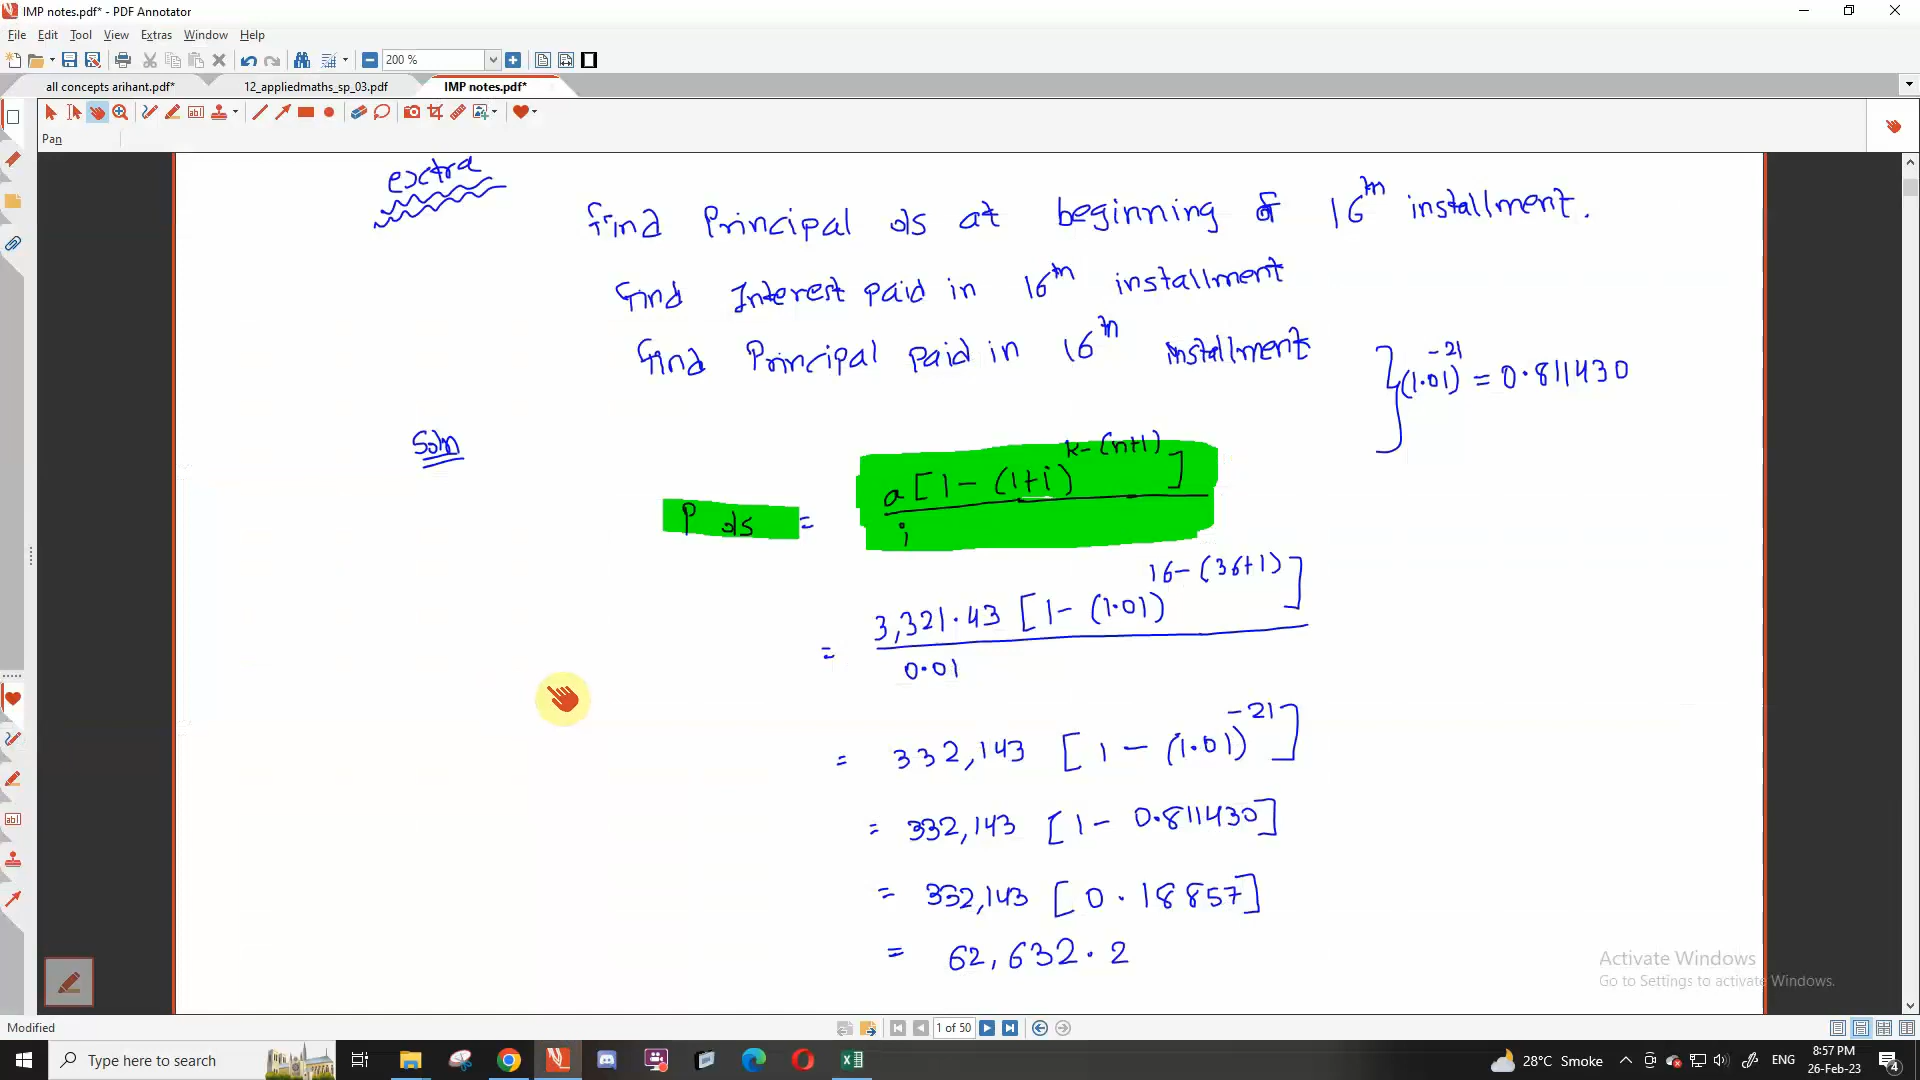 IMP notes.pdf* - PDF Annotator
File Edit Tool View Extras Window Help
200 %
all concepts arihant.pdf* 12_appliedmaths_sp_03.pdf IMP notes.pdf*
Pan
extra
find Principal o/s at beginning of 16th installment.
find Interest paid in 16th installment
find Principal paid in 16th installment
(1.01)^-21 = 0.811430
Soln
P o/s = a[1-(1+i)^k-(n+1)] / i
= 3,321.43 [1-(1.01)^16-(36+1)] / 0.01
= 332,143 [1-(1.01)^-21]
= 332,143 [1- 0.811430]
= 332,143 [0.18857]
= 62,632.2
Activate Windows
Go to Settings to activate Windows.
Modified
1 of 50
Type here to search
28°C Smoke
ENG
8:57 PM
26-Feb-23
4